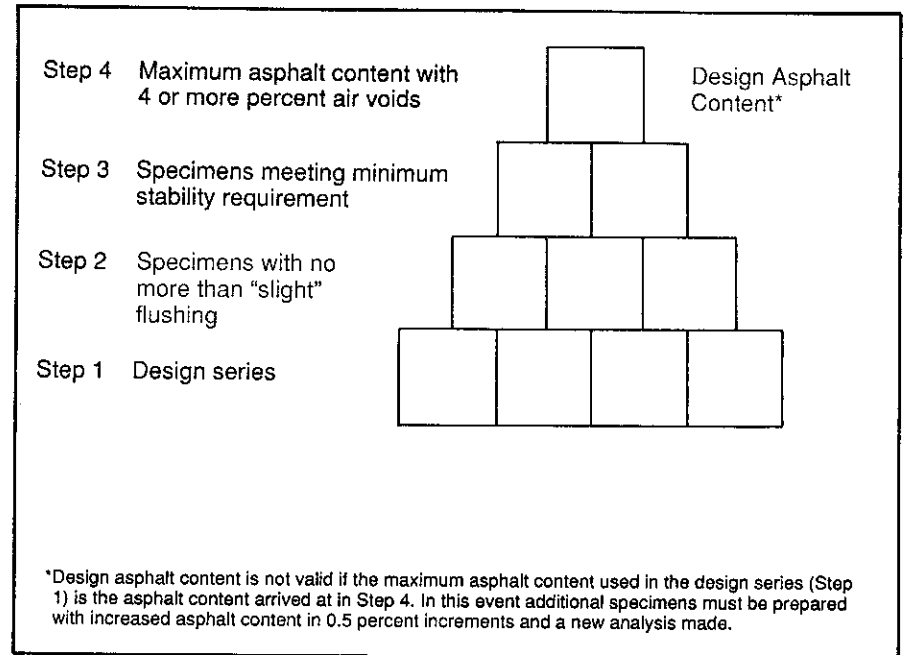 Step 4 Maximum asphalt content with
4 or more percent air voids
Design Asphalt
Content*
Step 3 Specimens meeting minimum
stability requirement
Step 2 Specimens with no
more than “slight”
flushing
Step 1 Design series
*Design asphalt content is not valid if the maximum asphalt content used in the design series (Step
1) is the asphalt content arrived at in Step 4. In this event additional specimens must be prepared
with increased asphalt content in 0.5 percent increments and a new analysis made.